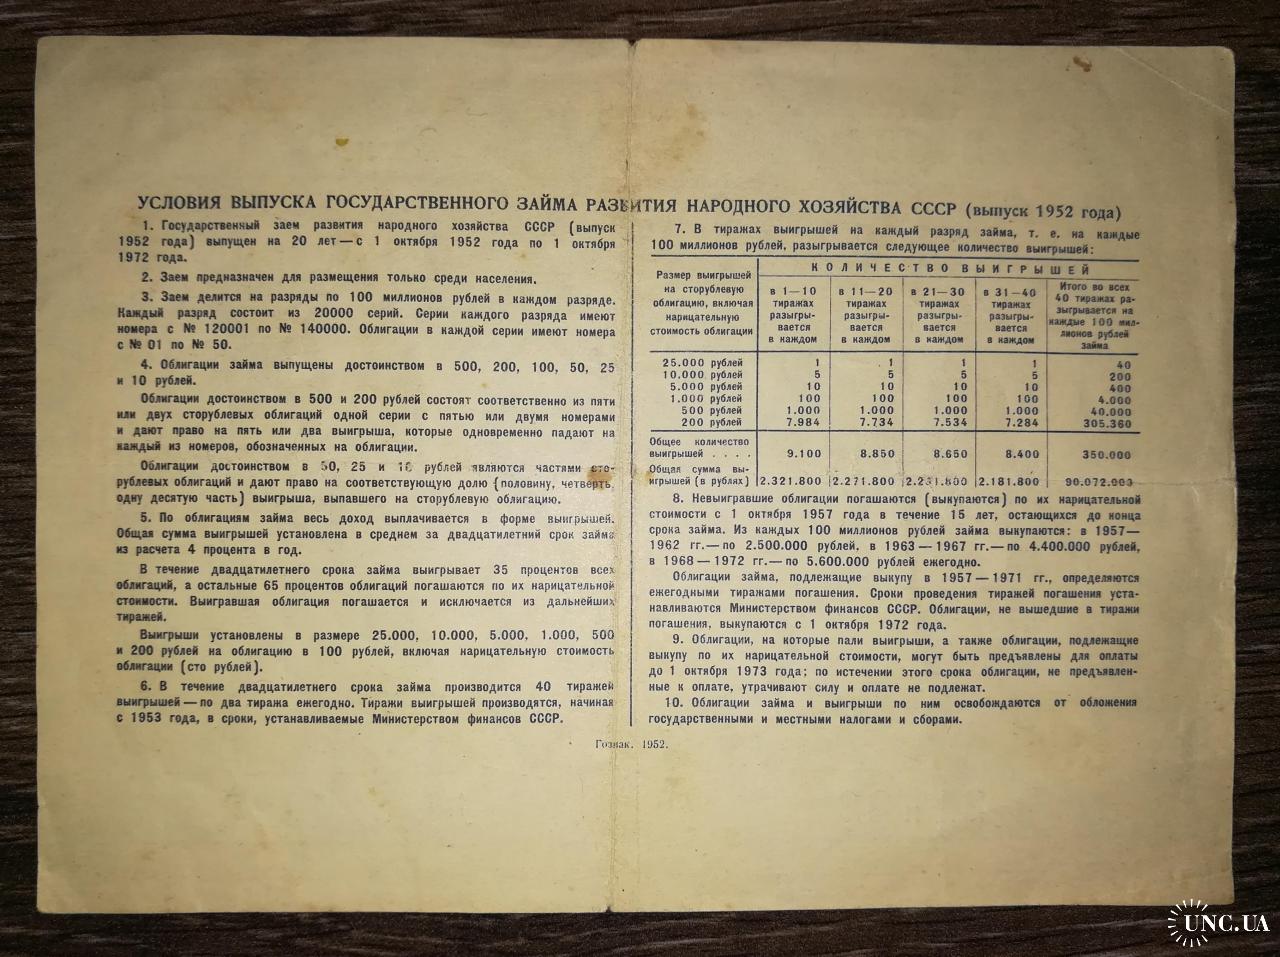 УСЛОВИЯ ВЫПУСКА ГОСУДАРСТВЕННОГО ЗАЙМА РАЗВИТИЯ НАРОДНОГО ХОЗЯЙСТВА СССР (выпуск 1952 года)
1. Государственный заем развития народного хозяйства СССР (выпуск
1952 года) выпущен на 20 лет — с 1 октября 1952 года по 1 октября
1972 года.
2. Заем предназначен для размещения только среди населения.
3. Заем делится на разряды по 100 миллионов рублей в каждом разряде.
Каждый разряд состоит из 20000 серий. Серии каждого разряда имеют
номера с № 120001 по № 140000. Облигации в каждой серии имеют номера
с № 01 по № 50.
4. Облигации займа выпущены достоинством в 500, 200, 100, 50, 25
и 10 рублей.
Облигации достоинством в 500 и 200 рублей состоят соответственно из пяти
или двух сторублевых облигаций одной серии с пятью или двумя номерами
и дают право на пять или два выигрыша, которые одновременно падают на
каждый из номеров, обозначенных на облигации.
Облигации достоинством в 50, 25 и 10 рублей являются частями сто-
рублевых облигаций и дают право на соответствующую долю (половину, четверть,
одну десятую часть) выигрыша, выпавшего на сторублевую облигацию.
5. По облигациям займа весь доход выплачивается в форме выигрышей.
Общая сумма выигрышей установлена в среднем за двадцатилетний срок займа
из расчета 4 процента в год.
В течение двадцатилетнего срока займа выигрывает 35 процентов всех
облигаций, а остальные 65 процентов облигаций погашаются по их нарицательной
стоимости. Выигравшая облигация погашается и исключается из дальнейших
тиражей.
Выигрыши установлены в размере 25.000, 10.000, 5.000, 1.000, 500
и 200 рублей на облигацию в 100 рублей, включая нарицательную стоимость
облигации (сто рублей).
6. В течение двадцатилетнего срока займа производится 40 тиражей
выигрышей — по два тиража ежегодно. Тиражи выигрышей производятся, начиная
с 1953 года, в сроки, устанавливаемые Министерством финансов СССР.
7. В тиражах выигрышей на каждый разряд займа, т. е. на каждые
100 миллионов рублей, разыгрывается следующее количество выигрышей:
Размер выигрышей
на сторублевую
облигацию, включая
нарицательную
стоимость облигации
КОЛИЧЕСТВО ВЫИГРЫШЕЙ
в 1—10
тиражах
разыгры-
вается
в каждом
в 11—20
тиражах
разыгры-
вается
в каждом
в 21—30
тиражах
разыгры-
вается
в каждом
в 31—40
тиражах
разыгры-
вается
в каждом
Итого во всех
40 тиражах ра-
зыгрывается на
каждые 100 мил-
лионов рублей
займа
25.000 рублей 1 1 1 1 40
10.000 рублей 5 5 5 5 200
5.000 рублей 10 10 10 10 400
1.000 рублей 100 100 100 100 4.000
500 рублей 1.000 1.000 1.000 1.000 40.000
200 рублей 7.984 7.734 7.534 7.284 305.360
Общее количество
выигрышей . . . . 9.100 8.850 8.650 8.400 350.000
Общая сумма вы-
игрышей (в рублях) 2.321.800 2.271.800 2.231.800 2.181.800 90.072.000
8. Невыигравшие облигации погашаются (выкупаются) по их нарицательной
стоимости с 1 октября 1957 года в течение 15 лет, остающихся до конца
срока займа. Из каждых 100 миллионов рублей займа выкупаются: в 1957—
1962 гг. — по 2.500.000 рублей, в 1963 — 1967 гг. — по 4.400.000 рублей,
в 1968 — 1972 гг. — по 5.600.000 рублей ежегодно.
Облигации займа, подлежащие выкупу в 1957 — 1971 гг., определяются
ежегодными тиражами погашения. Сроки проведения тиражей погашения уста-
навливаются Министерством финансов СССР. Облигации, не вышедшие в тиражи
погашения, выкупаются с 1 октября 1972 года.
9. Облигации, на которые пали выигрыши, а также облигации, подлежащие
выкупу по их нарицательной стоимости, могут быть предъявлены для оплаты
до 1 октября 1973 года; по истечении этого срока облигации, не предъявлен-
ные к оплате, утрачивают силу и оплате не подлежат.
10. Облигации займа и выигрыши по ним освобождаются от обложения
государственными и местными налогами и сборами.
Гознак. 1952.
UNC.UA